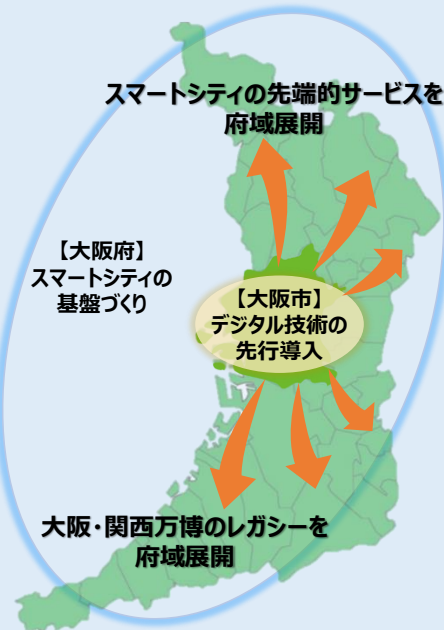 スマートシティの先端的サービスを
府域展開
【大阪府】
スマートシティの
基盤づくり
【大阪市】
デジタル技術の
先行導入
大阪・関西万博のレガシーを
府域展開